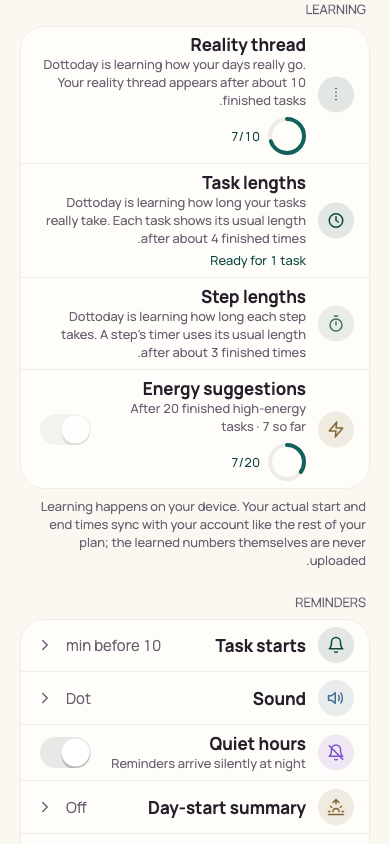 LEARNING
Reality thread
Dottoday is learning how your days really go.
Your reality thread appears after about 10
.finished tasks
7/10
Task lengths
Dottoday is learning how long your tasks
really take. Each task shows its usual length
.after about 4 finished times
Ready for 1 task
Step lengths
Dottoday is learning how long each step
takes. A step's timer uses its usual length
.after about 3 finished times
Energy suggestions
After 20 finished high-energy
tasks · 7 so far
7/20
Learning happens on your device. Your actual start and
end times sync with your account like the rest of your
plan; the learned numbers themselves are never
.uploaded
REMINDERS
Task starts
min before 10
Sound
Dot
Quiet hours
Reminders arrive silently at night
Day-start summary
Off